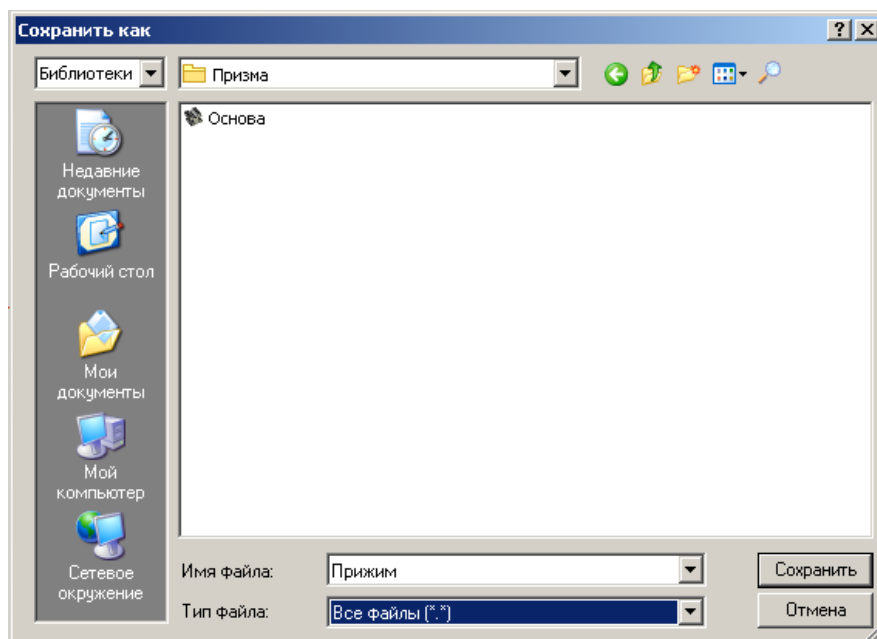 Сохранить как
Библиотеки
Призма
Основа
Недавние
документы
Рабочий стол
Мои
документы
Мой
компьютер
Сетевое
окружение
Имя файла:
Прижим
Сохранить
Тип файла:
Все файлы (*.*)
Отмена